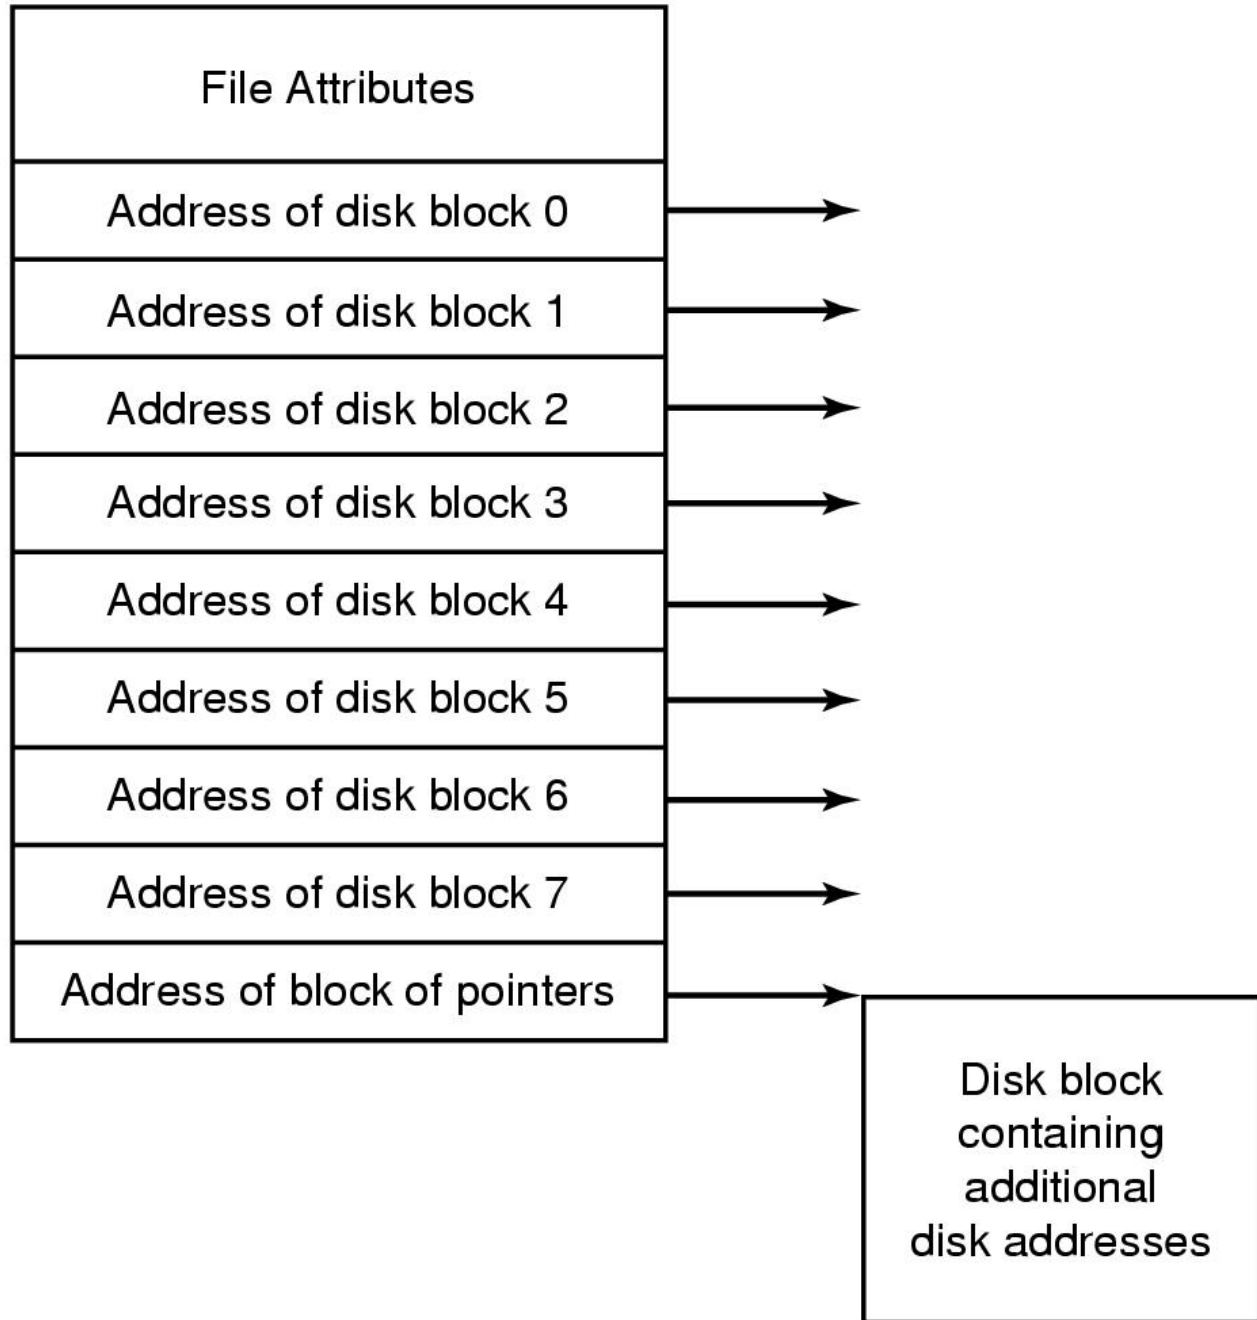 File Attributes
Address of disk block 0
Address of disk block 1
Address of disk block 2
Address of disk block 3
Address of disk block 4
Address of disk block 5
Address of disk block 6
Address of disk block 7
Address of block of pointers
Disk block
containing
additional
disk addresses